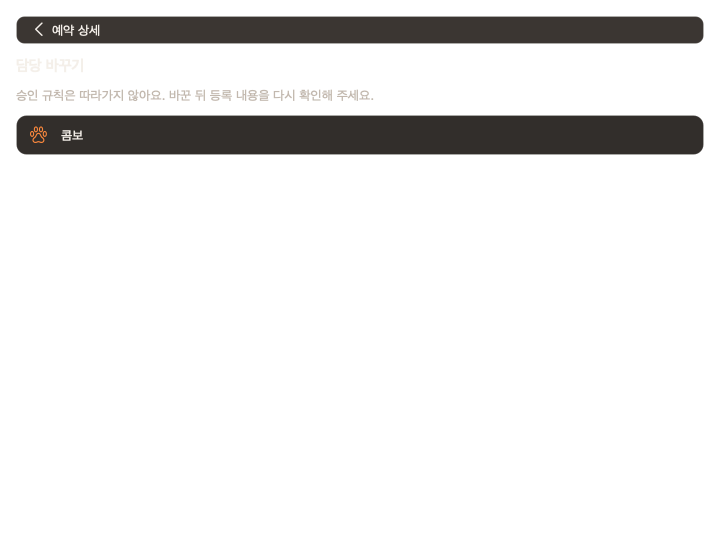 예약 상세
담당 바꾸기
승인 규칙은 따라가지 않아요. 바꾼 뒤 등록 내용을 다시 확인해 주세요.
콤보